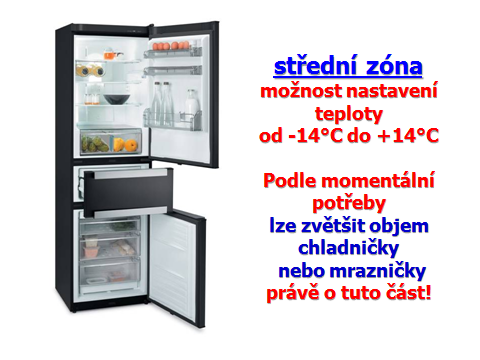 střední zóna
možnost nastavení
teploty
od -14°C do +14°C
Podle momentální
potřeby
lze zvětšit objem
chladničky
nebo mrazničky
právě o tuto část!